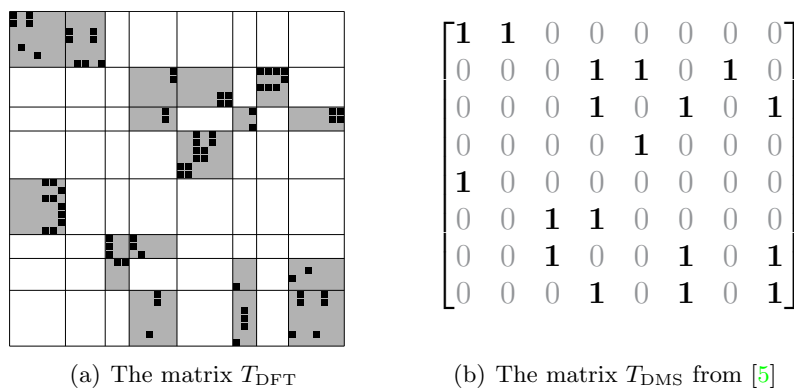 1 1 0 0 0 0 0 0
0 0 0 1 1 0 1 0
0 0 0 1 0 1 0 1
0 0 0 0 1 0 0 0
1 0 0 0 0 0 0 0
0 0 1 1 0 0 0 0
0 0 1 0 0 1 0 1
0 0 0 1 0 1 0 1
(a) The matrix T_DFT
(b) The matrix T_DMS from [5]